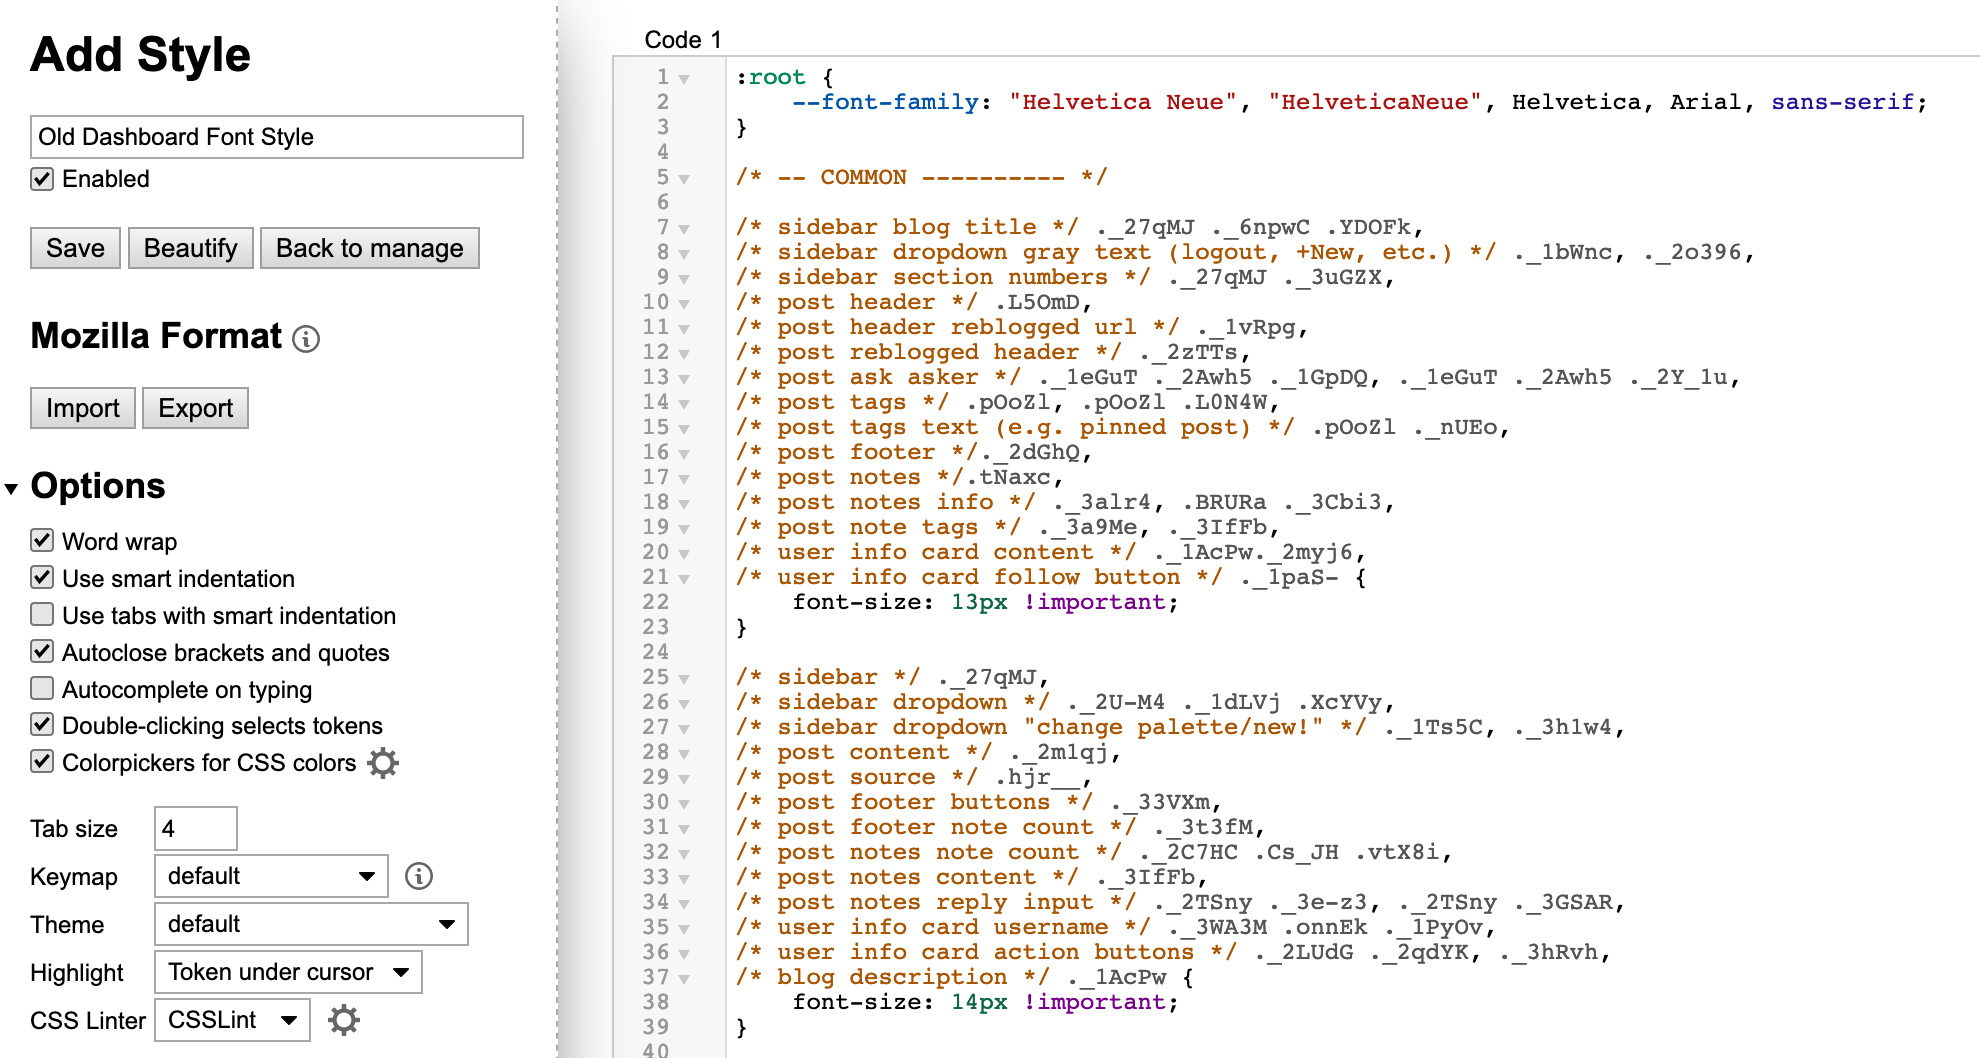 Add Style
Old Dashboard Font Style
Enabled
Save Beautify Back to manage
Mozilla Format
Import Export
Options
Word wrap
Use smart indentation
Use tabs with smart indentation
Autoclose brackets and quotes
Autocomplete on typing
Double-clicking selects tokens
Colorpickers for CSS colors
Tab size 4
Keymap default
Theme default
Highlight Token under cursor
CSS Linter CSSLint
Code 1
1 :root {
2 --font-family: "Helvetica Neue", "HelveticaNeue", Helvetica, Arial, sans-serif;
3 }
4
5 /* -- COMMON ---------- */
6
7 /* sidebar blog title */ ._27qMJ ._6npwC .YDOFk,
8 /* sidebar dropdown gray text (logout, +New, etc.) */ ._1bWnc, ._2o396,
9 /* sidebar section numbers */ ._27qMJ ._3uGZX,
10 /* post header */ .L5OmD,
11 /* post header reblogged url */ ._1vRpg,
12 /* post reblogged header */ ._2zTTs,
13 /* post ask asker */ ._1eGuT ._2Awh5 ._1GpDQ, ._1eGuT ._2Awh5 ._2Y_1u,
14 /* post tags */ .pOoZl, .pOoZl .L0N4W,
15 /* post tags text (e.g. pinned post) */ .pOoZl ._nUEo,
16 /* post footer */._2dGhQ,
17 /* post notes */.tNaxc,
18 /* post notes info */ ._3alr4, .BRURa ._3Cbi3,
19 /* post note tags */ ._3a9Me, ._3IfFb,
20 /* user info card content */ ._1AcPw._2myj6,
21 /* user info card follow button */ ._1paS- {
22 font-size: 13px !important;
23 }
24
25 /* sidebar */ ._27qMJ,
26 /* sidebar dropdown */ ._2U-M4 ._1dLVj .XcYVy,
27 /* sidebar dropdown "change palette/new!" */ ._1Ts5C, ._3h1w4,
28 /* post content */ ._2m1qj,
29 /* post source */ .hjr__,
30 /* post footer buttons */ ._33VXm,
31 /* post footer note count */ ._3t3fM,
32 /* post notes note count */ ._2C7HC .Cs_JH .vtX8i,
33 /* post notes content */ ._3IfFb,
34 /* post notes reply input */ ._2TSny ._3e-z3, ._2TSny ._3GSAR,
35 /* user info card username */ ._3WA3M .onnEk ._1PyOv,
36 /* user info card action buttons */ ._2LUdG ._2qdYK, ._3hRvh,
37 /* blog description */ ._1AcPw {
38 font-size: 14px !important;
39 }
40